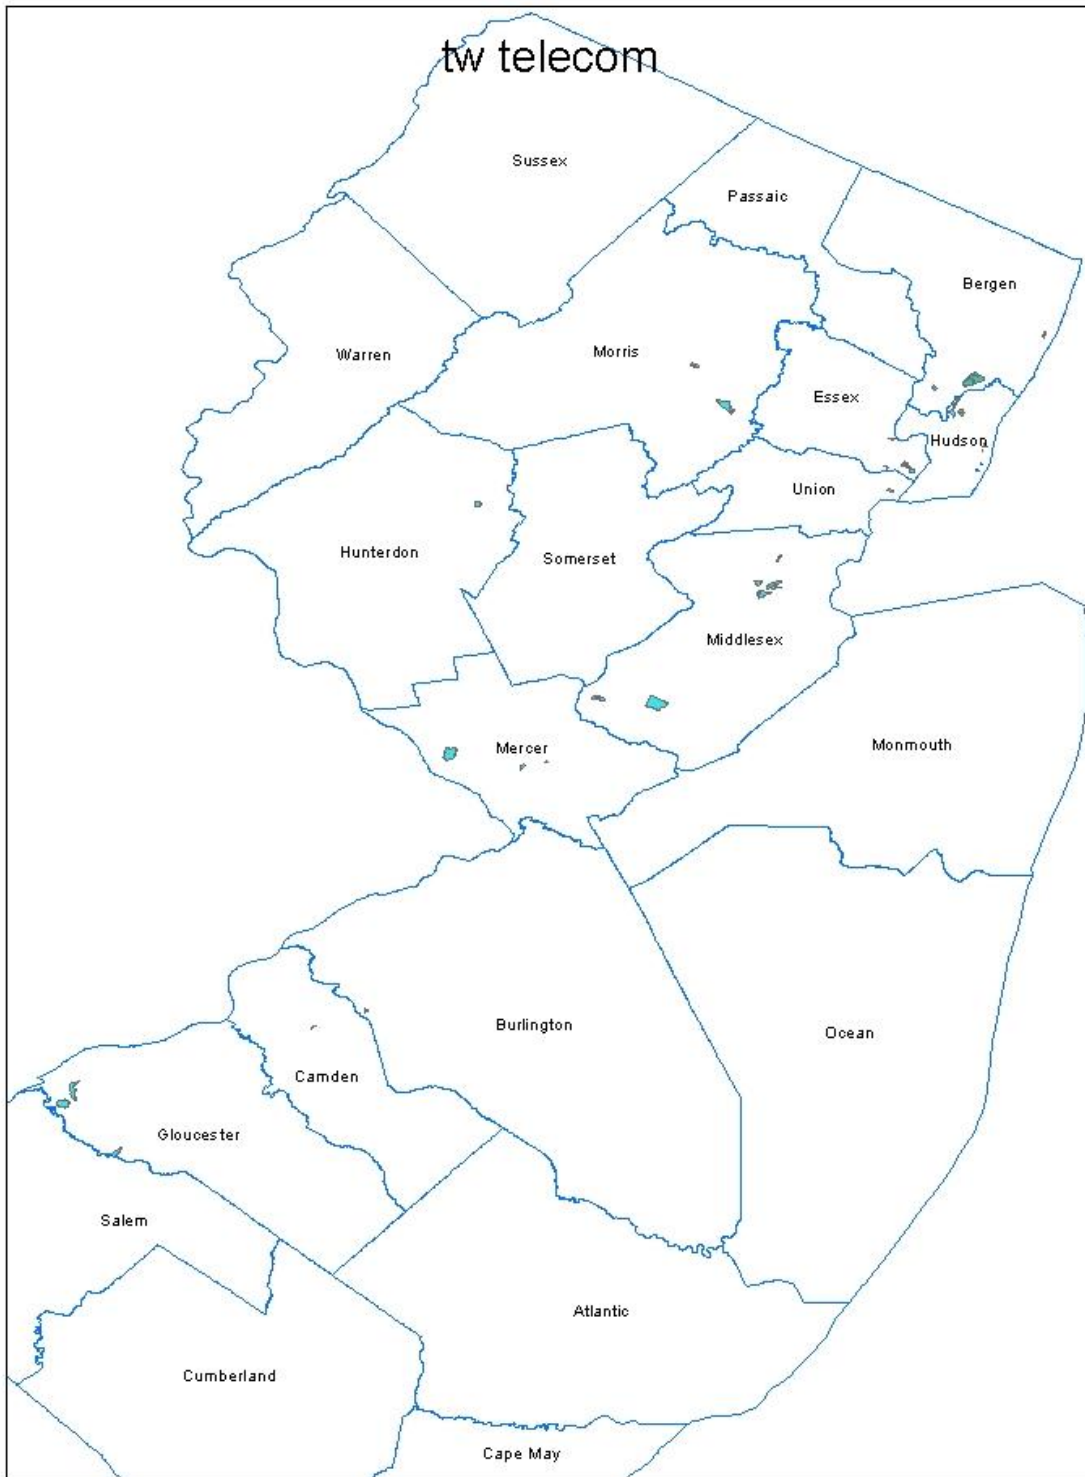 tw telecom
Sussex
Passaic
Bergen
Warren
Morris
Essex
Hudson
Union
Hunterdon
Somerset
Middlesex
Mercer
Monmouth
Burlington
Ocean
Camden
Gloucester
Salem
Atlantic
Cumberland
Cape May